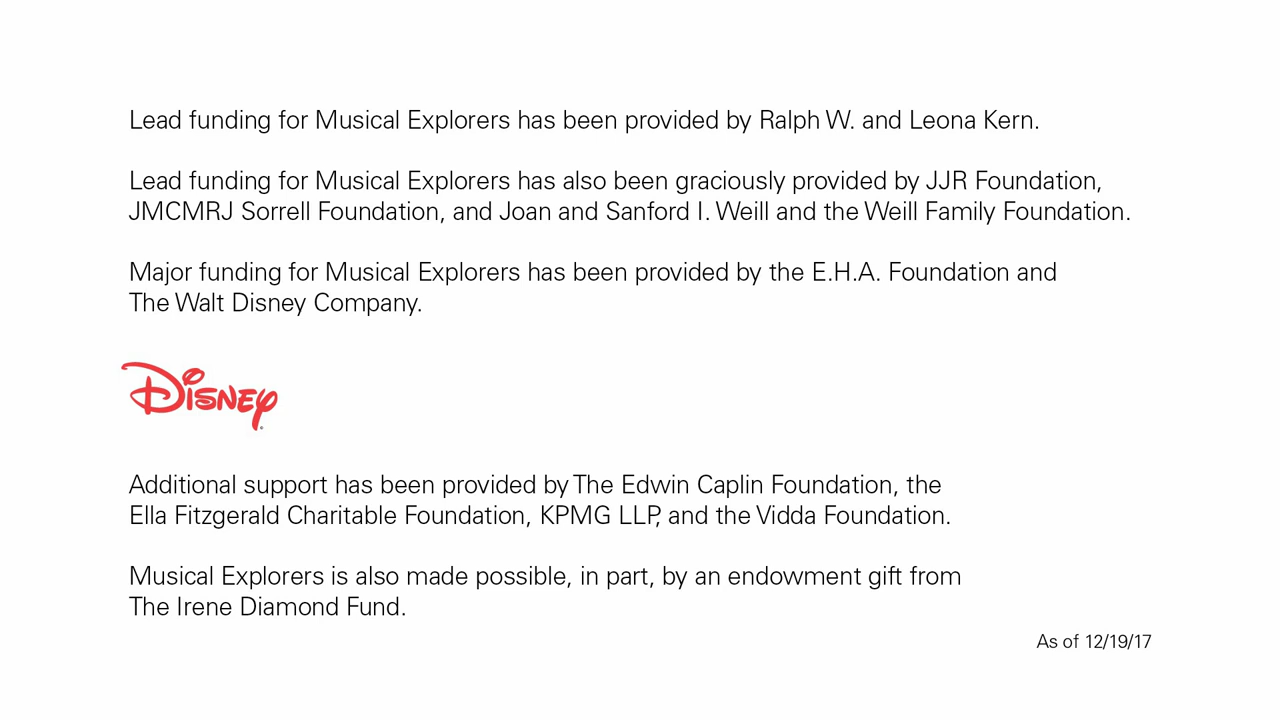 Lead funding for Musical Explorers has been provided by Ralph W. and Leona Kern.
Lead funding for Musical Explorers has also been graciously provided by JJR Foundation,
JMCMRJ Sorrell Foundation, and Joan and Sanford I. Weill and the Weill Family Foundation.
Major funding for Musical Explorers has been provided by the E.H.A. Foundation and
The Walt Disney Company.
Disney
Additional support has been provided by The Edwin Caplin Foundation, the
Ella Fitzgerald Charitable Foundation, KPMG LLP, and the Vidda Foundation.
Musical Explorers is also made possible, in part, by an endowment gift from
The Irene Diamond Fund.
As of 12/19/17